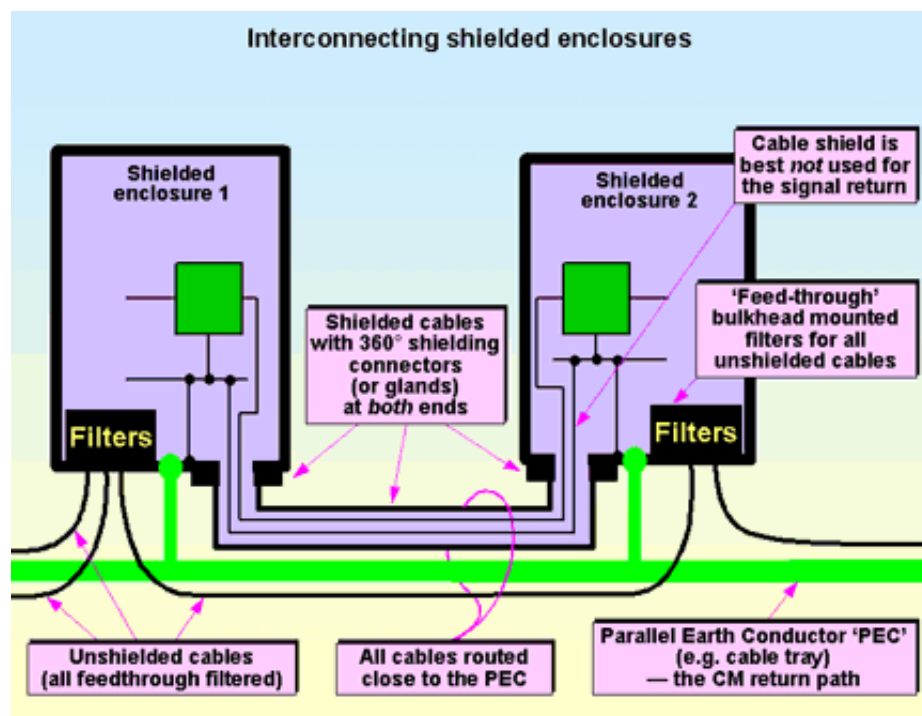 Interconnecting shielded enclosures
Shielded
enclosure 1
Shielded
enclosure 2
Cable shield is
best not used for
the signal return
'Feed-through'
bulkhead mounted
filters for all
unshielded cables
Shielded cables
with 360° shielding
connectors
(or glands)
at both ends
Filters
Filters
Unshielded cables
(all feedthrough filtered)
All cables routed
close to the PEC
Parallel Earth Conductor 'PEC'
(e.g. cable tray)
— the CM return path